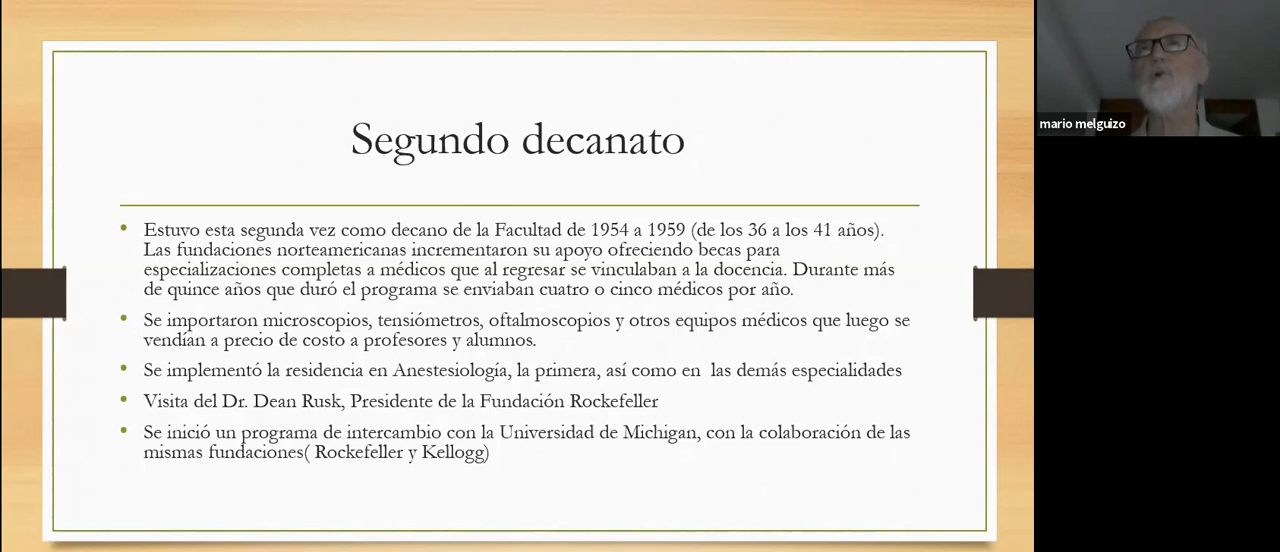 Segundo decanato
• Estuvo esta segunda vez como decano de la Facultad de 1954 a 1959 (de los 36 a los 41 años).
Las fundaciones norteamericanas incrementaron su apoyo ofreciendo becas para
especializaciones completas a médicos que al regresar se vinculaban a la docencia. Durante más
de quince años que duró el programa se enviaban cuatro o cinco médicos por año.
• Se importaron microscopios, tensiómetros, oftalmoscopios y otros equipos médicos que luego se
vendían a precio de costo a profesores y alumnos.
• Se implementó la residencia en Anestesiología, la primera, así como en  las demás especialidades
• Visita del Dr. Dean Rusk, Presidente de la Fundación Rockefeller
• Se inició un programa de intercambio con la Universidad de Michigan, con la colaboración de las
mismas fundaciones( Rockefeller y Kellogg)
mario melguizo